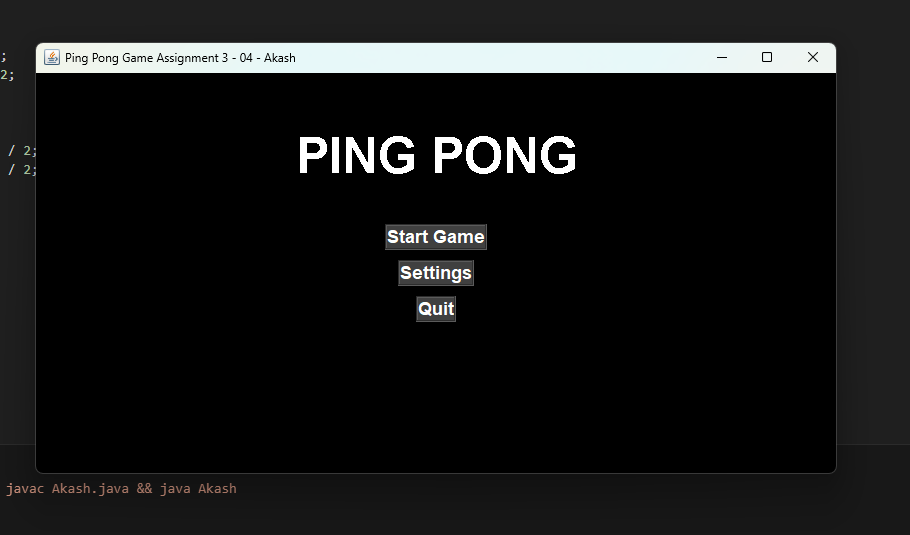 ;
2;
Ping Pong Game Assignment 3 - 04 - Akash
PING PONG
/ 2;
/ 2;
Start Game
Settings
Quit
javac Akash.java && java Akash